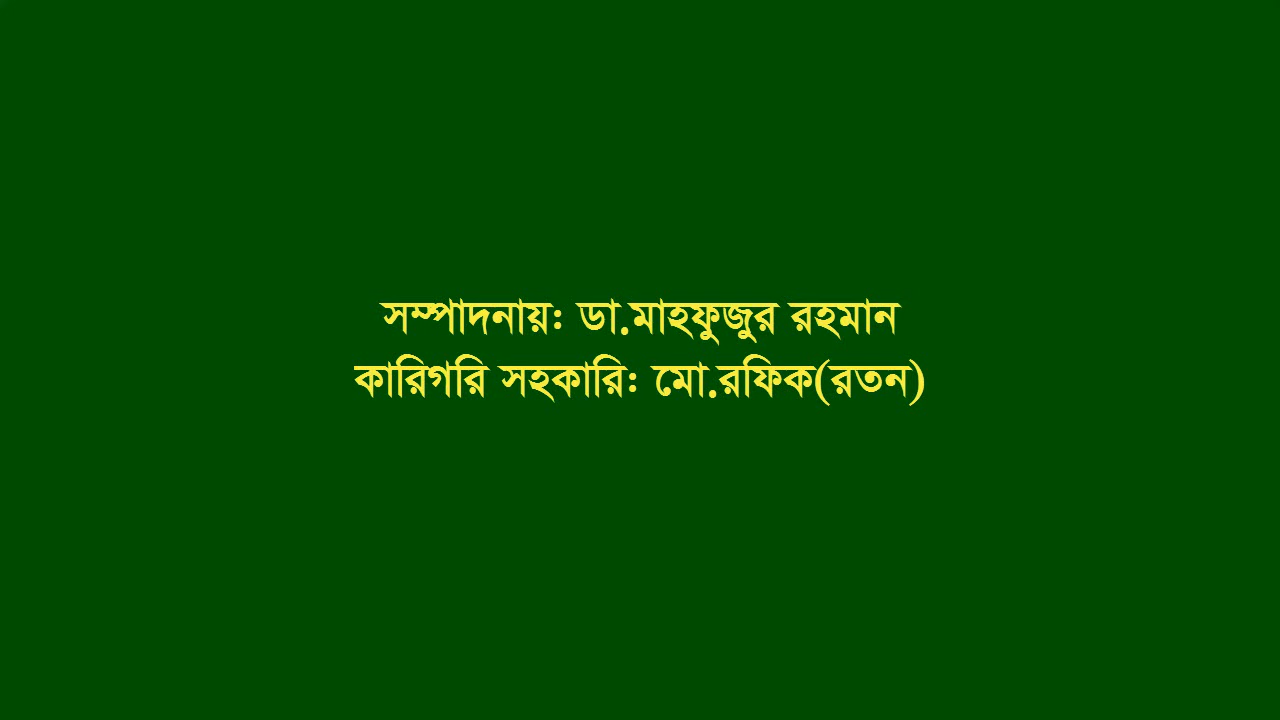 সম্পাদনায়ঃ ডা.মাহফুজুর রহমান
কারিগরি সহকারিঃ মো.রফিক(রতন)